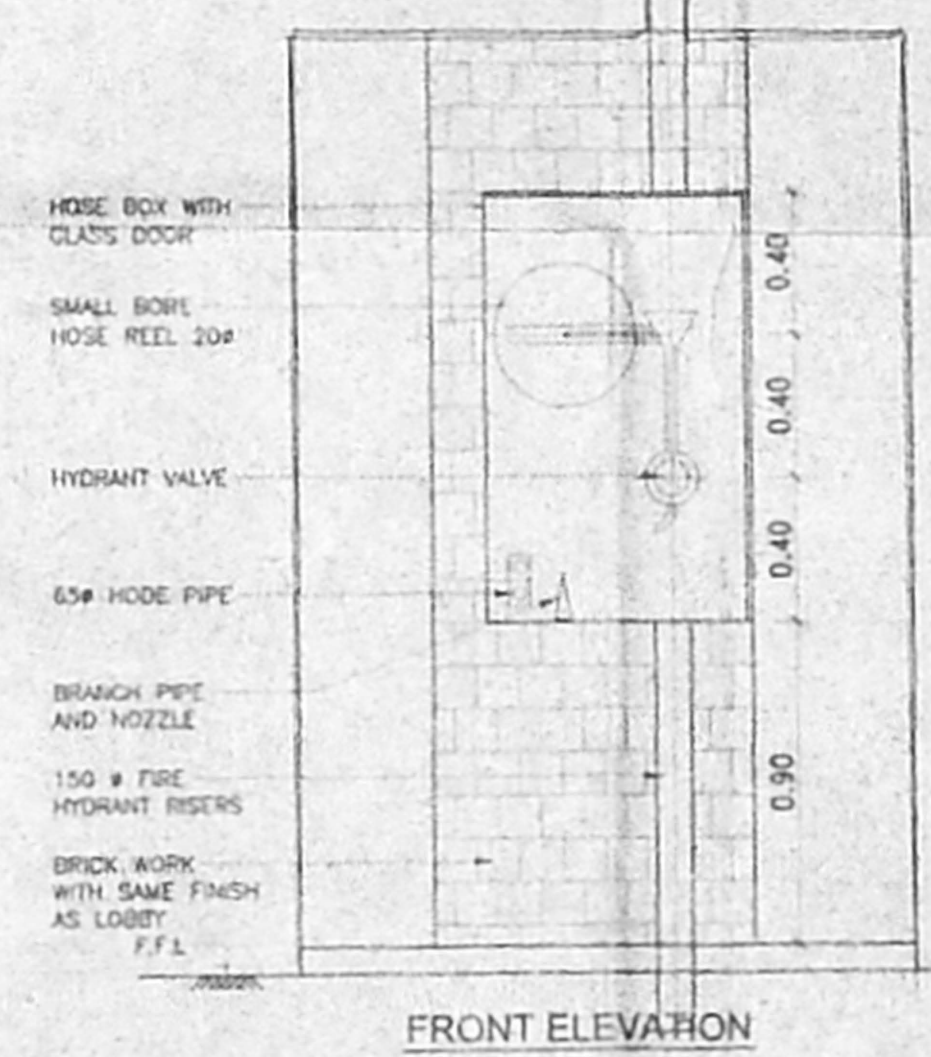 HOSE BOX WITH
GLASS DOOR
SMALL BORE
HOSE REEL 20ø
HYDRANT VALVE
65ø HODE PIPE
BRANCH PIPE
AND NOZZLE
150 ø FIRE
HYDRANT RISERS
BRICK WORK
WITH SAME FINISH
AS LOBBY
F.F.L
0.40
0.40
0.40
0.90
FRONT ELEVATION